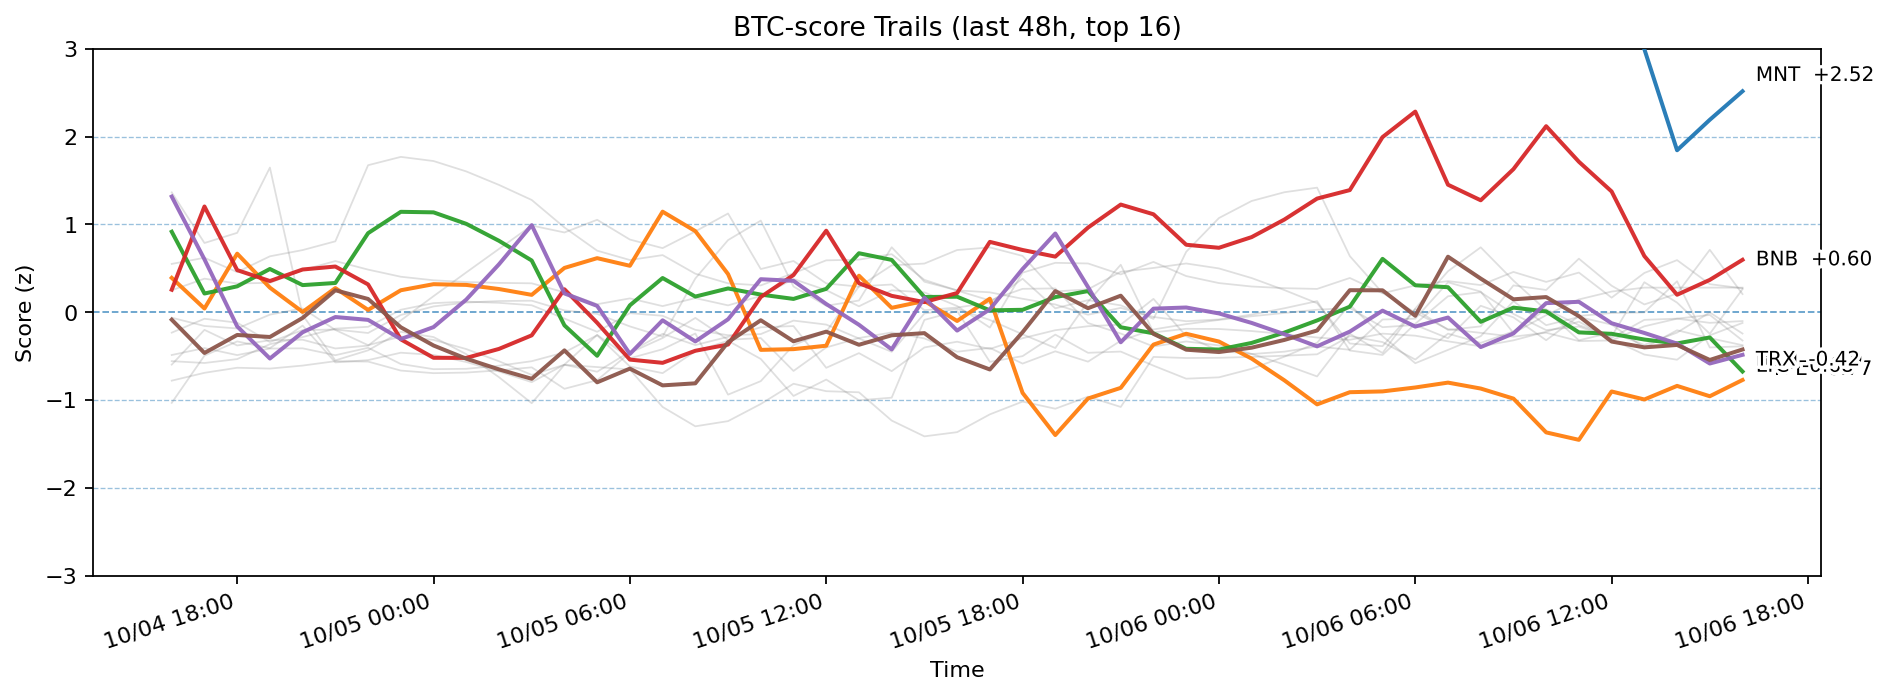 BTC-score Trails (last 48h, top 16)
3
MNT +2.52
2
1
BNB +0.60
0
TRX -0.42
−1
−2
−3
Score (z)
10/04 18:00 10/05 00:00 10/05 06:00 10/05 12:00 10/05 18:00 10/06 00:00 10/06 06:00 10/06 12:00 10/06 18:00
Time